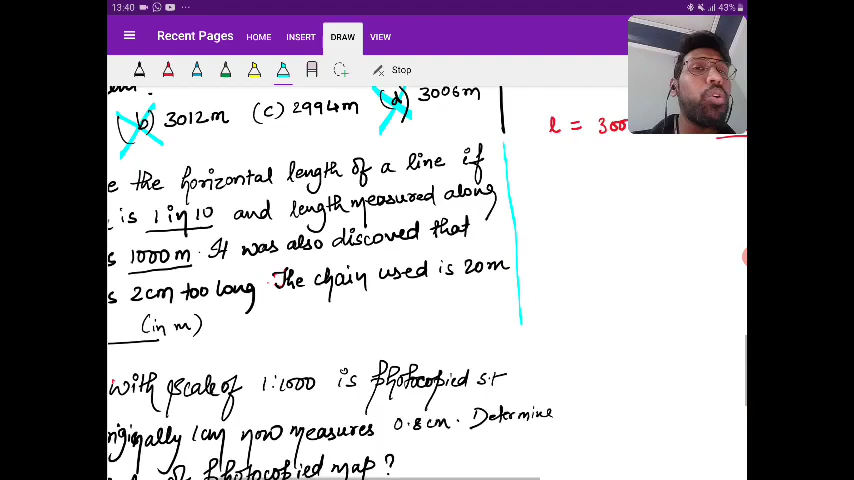 13:40
43%
Recent Pages HOME INSERT DRAW VIEW
Stop
(b) 3012m (c) 2994m (d) 3006m
l = 300
e the horizontal length of a line if
is 1 in 10 and length measured along
s 1000m. It was also discovered that
s 2cm too long. The chain used is 20m
(in m)
with scale of 1:1000 is photocopied s.t
riginally 1cm now measures 0.8cm. Determine
of photocopied map?